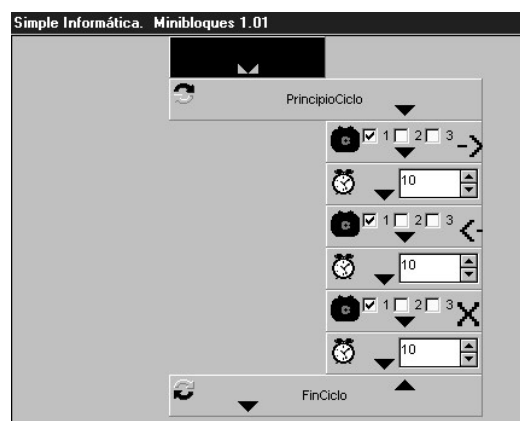 Simple Informática. Minibloques 1.01
PrincipioCiclo
1 2 3 ->
10
1 2 3 <-
10
1 2 3 X
10
FinCiclo